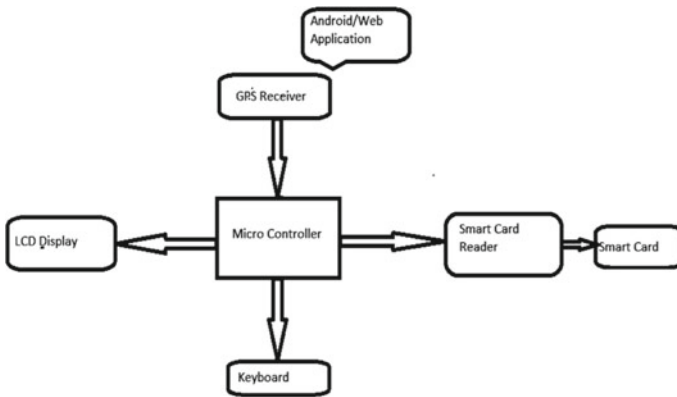 Android/Web
Application
GPS Receiver
Micro Controller
LCD Display
Smart Card
Reader
Smart Card
Keyboard